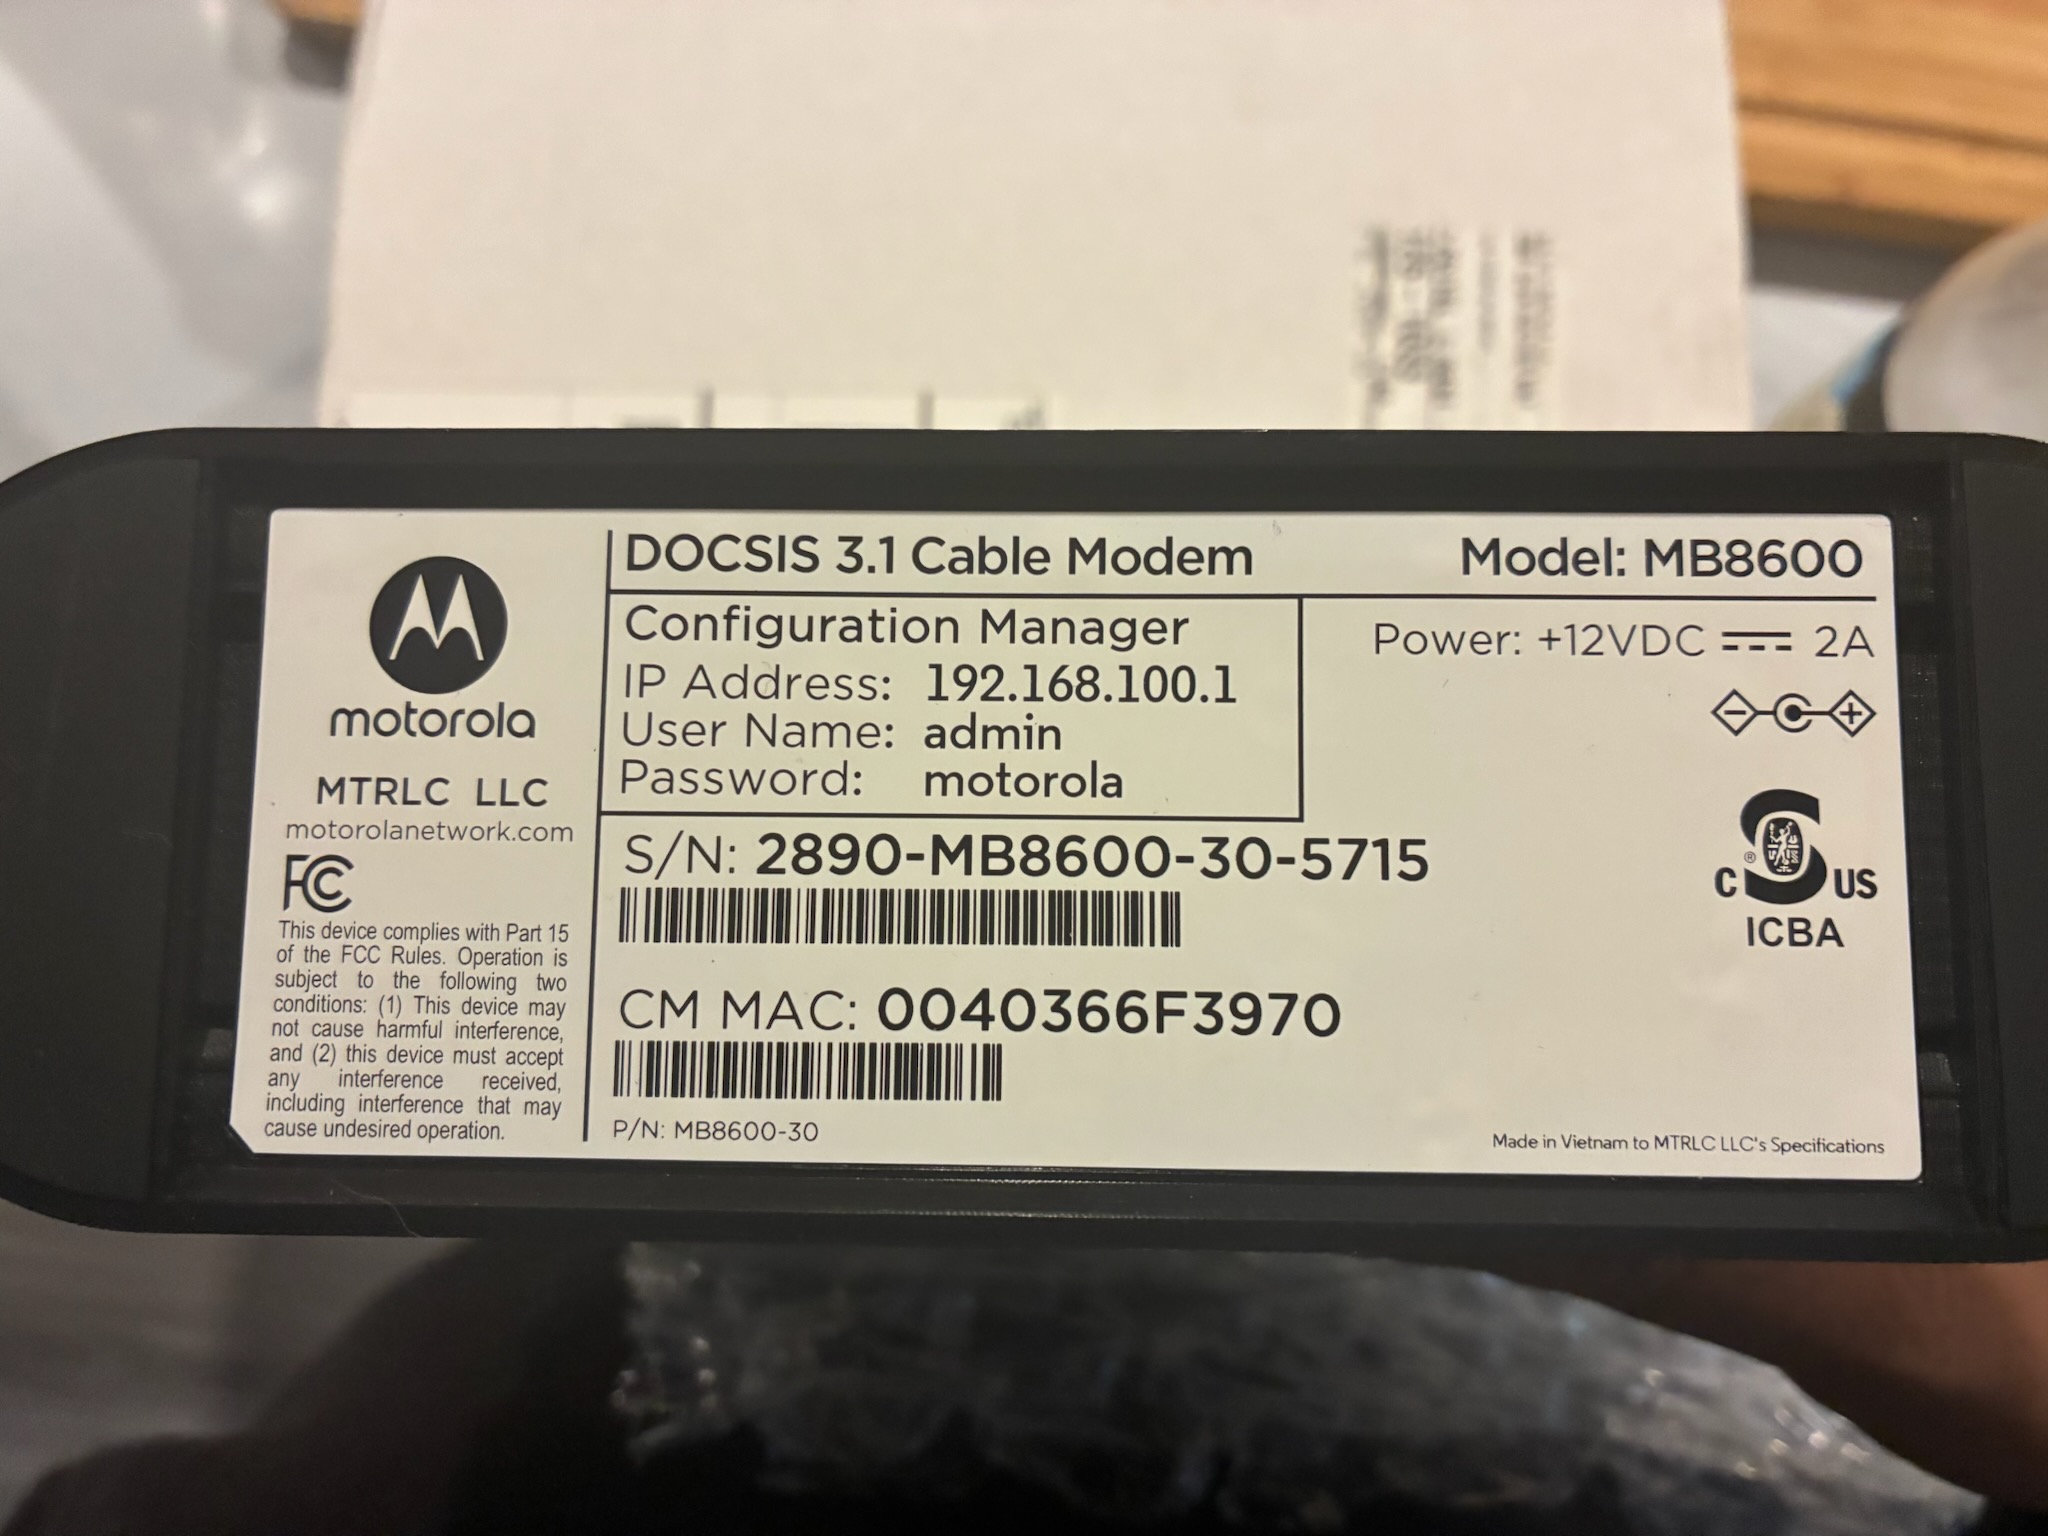 motorola
MTRLC LLC
motorolanetwork.com
FC
This device complies with Part 15
of the FCC Rules. Operation is
subject to the following two
conditions: (1) This device may
not cause harmful interference,
and (2) this device must accept
any interference received,
including interference that may
cause undesired operation.
DOCSIS 3.1 Cable Modem
Model: MB8600
Configuration Manager
IP Address: 192.168.100.1
User Name: admin
Password: motorola
Power: +12VDC 2A
S/N: 2890-MB8600-30-5715
CM MAC: 0040366F3970
P/N: MB8600-30
C S ® US
ICBA
Made in Vietnam to MTRLC LLC's Specifications